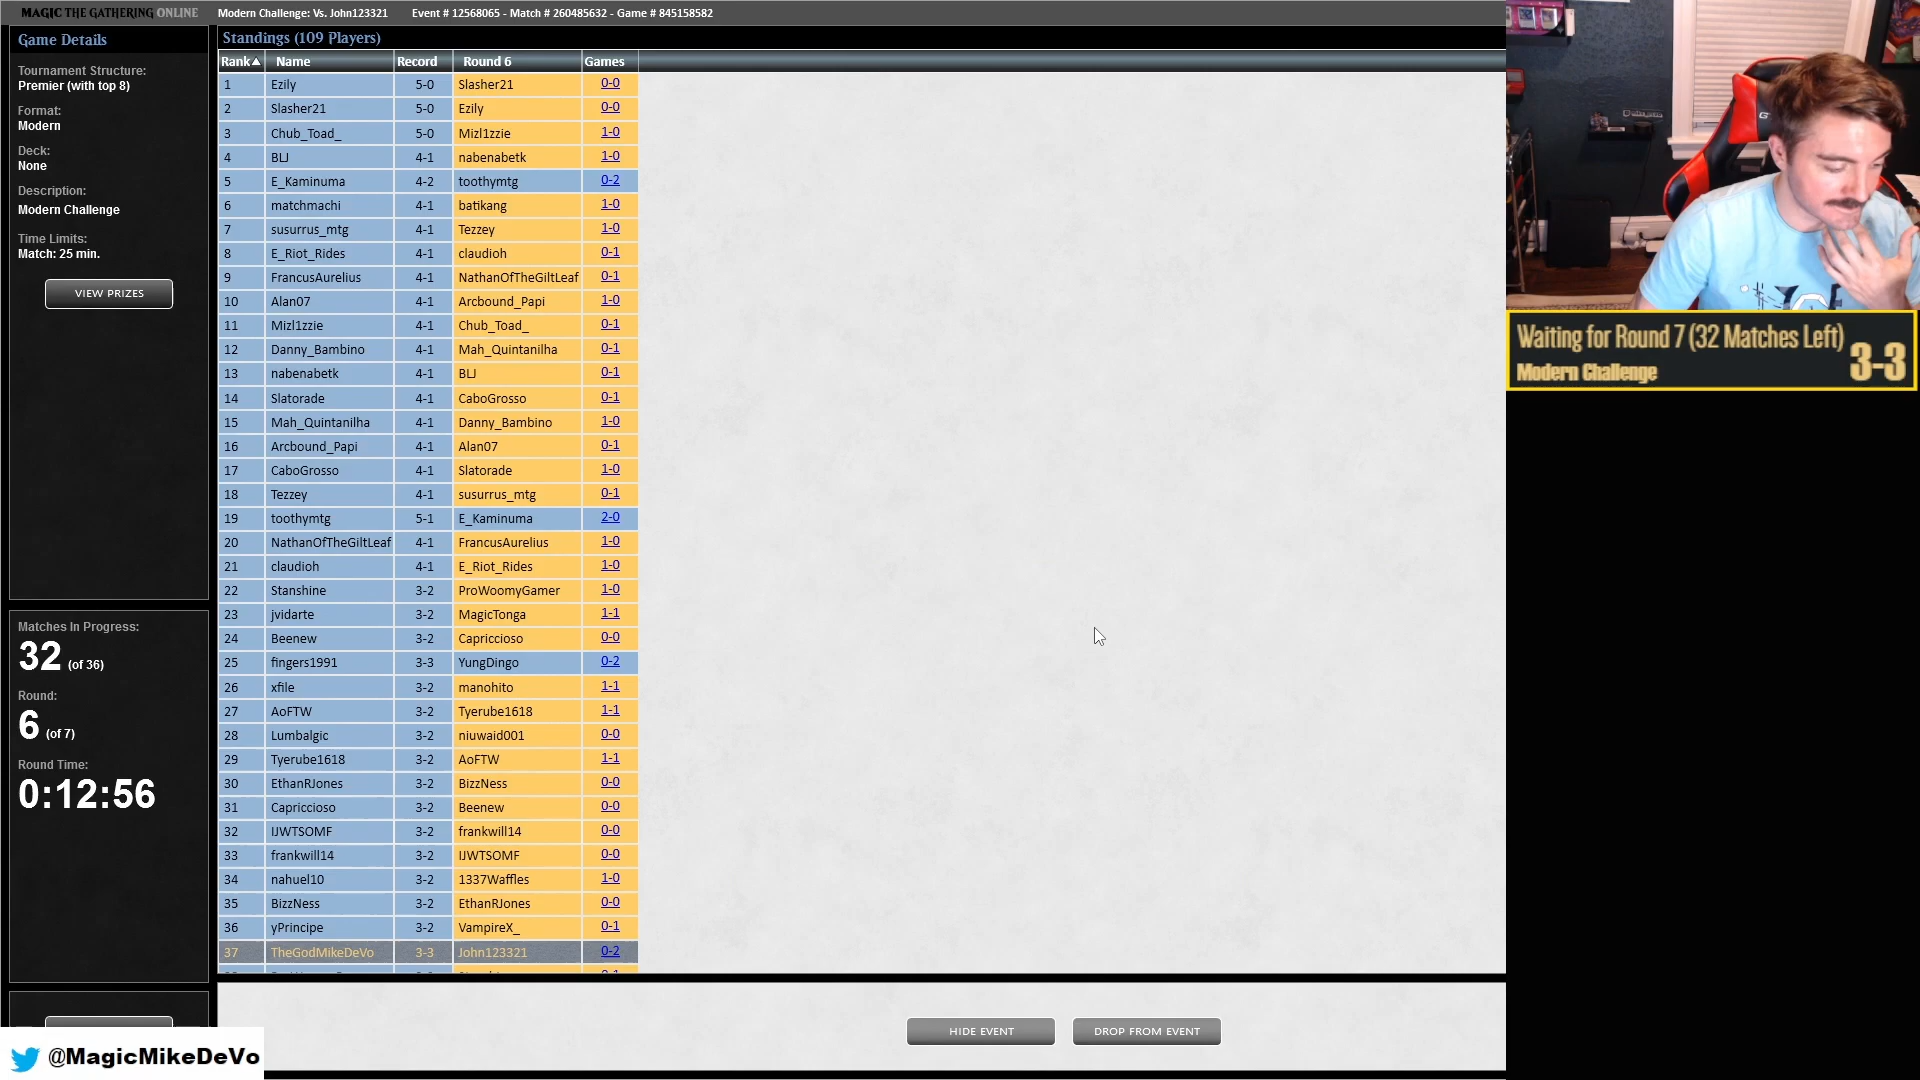 MAGIC THE GATHERING ONLINE
Modern Challenge: Vs. John123321 Event # 12568065 - Match # 260485632 - Game # 845158582
Game Details
Tournament Structure:
Premier (with top 8)
Format:
Modern
Deck:
None
Description:
Modern Challenge
Time Limits:
Match: 25 min.
VIEW PRIZES
Matches In Progress:
32 (of 36)
Round:
6 (of 7)
Round Time:
0:12:56
@MagicMikeDeVo
Standings (109 Players)
Rank Name Record Round 6 Games
1 Ezily 5-0 Slasher21 0-0
2 Slasher21 5-0 Ezily 0-0
3 Chub_Toad_ 5-0 Mizl1zzie 1-0
4 BLJ 4-1 nabenabetk 1-0
5 E_Kaminuma 4-2 toothymtg 0-2
6 matchmachi 4-1 batikang 1-0
7 susurrus_mtg 4-1 Tezzey 1-0
8 E_Riot_Rides 4-1 claudioh 0-1
9 FrancusAurelius 4-1 NathanOfTheGiltLeaf 0-1
10 Alan07 4-1 Arcbound_Papi 1-0
11 Mizl1zzie 4-1 Chub_Toad_ 0-1
12 Danny_Bambino 4-1 Mah_Quintanilha 0-1
13 nabenabetk 4-1 BLJ 0-1
14 Slatorade 4-1 CaboGrosso 0-1
15 Mah_Quintanilha 4-1 Danny_Bambino 1-0
16 Arcbound_Papi 4-1 Alan07 0-1
17 CaboGrosso 4-1 Slatorade 1-0
18 Tezzey 4-1 susurrus_mtg 0-1
19 toothymtg 5-1 E_Kaminuma 2-0
20 NathanOfTheGiltLeaf 4-1 FrancusAurelius 1-0
21 claudioh 4-1 E_Riot_Rides 1-0
22 Stanshine 3-2 ProWoomyGamer 1-0
23 jvidarte 3-2 MagicTonga 1-1
24 Beenew 3-2 Capriccioso 0-0
25 fingers1991 3-3 YungDingo 0-2
26 xfile 3-2 manohito 1-1
27 AoFTW 3-2 Tyerube1618 1-1
28 Lumbalgic 3-2 niuwaid001 0-0
29 Tyerube1618 3-2 AoFTW 1-1
30 EthanRJones 3-2 BizzNess 0-0
31 Capriccioso 3-2 Beenew 0-0
32 IJWTSOMF 3-2 frankwill14 0-0
33 frankwill14 3-2 IJWTSOMF 0-0
34 nahuel10 3-2 1337Waffles 1-0
35 BizzNess 3-2 EthanRJones 0-0
36 yPrincipe 3-2 VampireX_ 0-1
37 TheGodMikeDeVo 3-3 John123321 0-2
HIDE EVENT DROP FROM EVENT
Waiting for Round 7 (32 Matches Left)
Modern Challenge 3-3